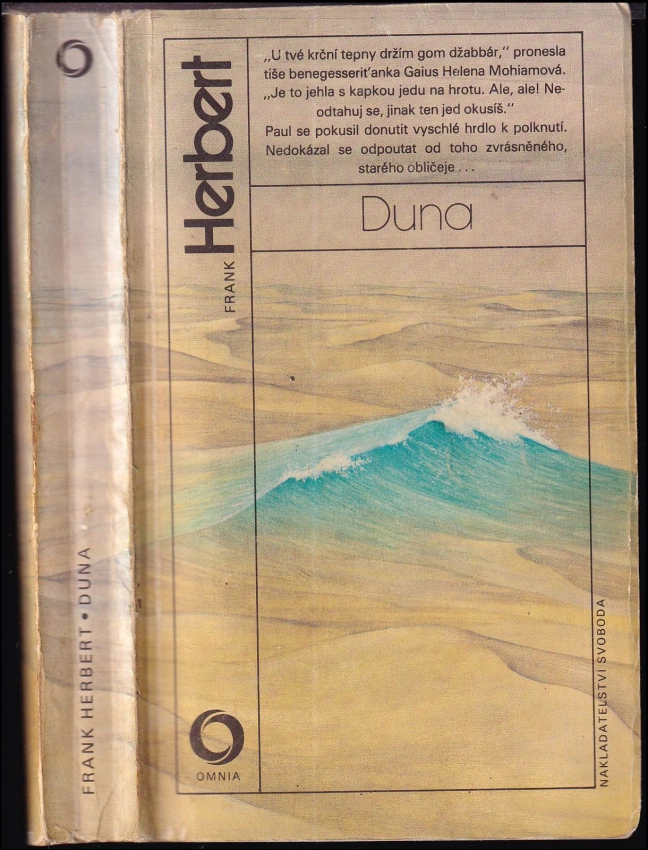 „U tvé krční tepny držím gom džabbár,“ pronesla
tiše benegesseriťanka Gaius Helena Mohiamová.
„Je to jehla s kapkou jedu na hrotu. Ale, ale! Ne-
odtahuj se, jinak ten jed okusíš.“
Paul se pokusil donutit vyschlé hrdlo k polknutí.
Nedokázal se odpoutat od toho zvrásněného,
starého obličeje...
FRANK Herbert
Duna
OMNIA
NAKLADATELSTVÍ SVOBODA
FRANK HERBERT • DUNA